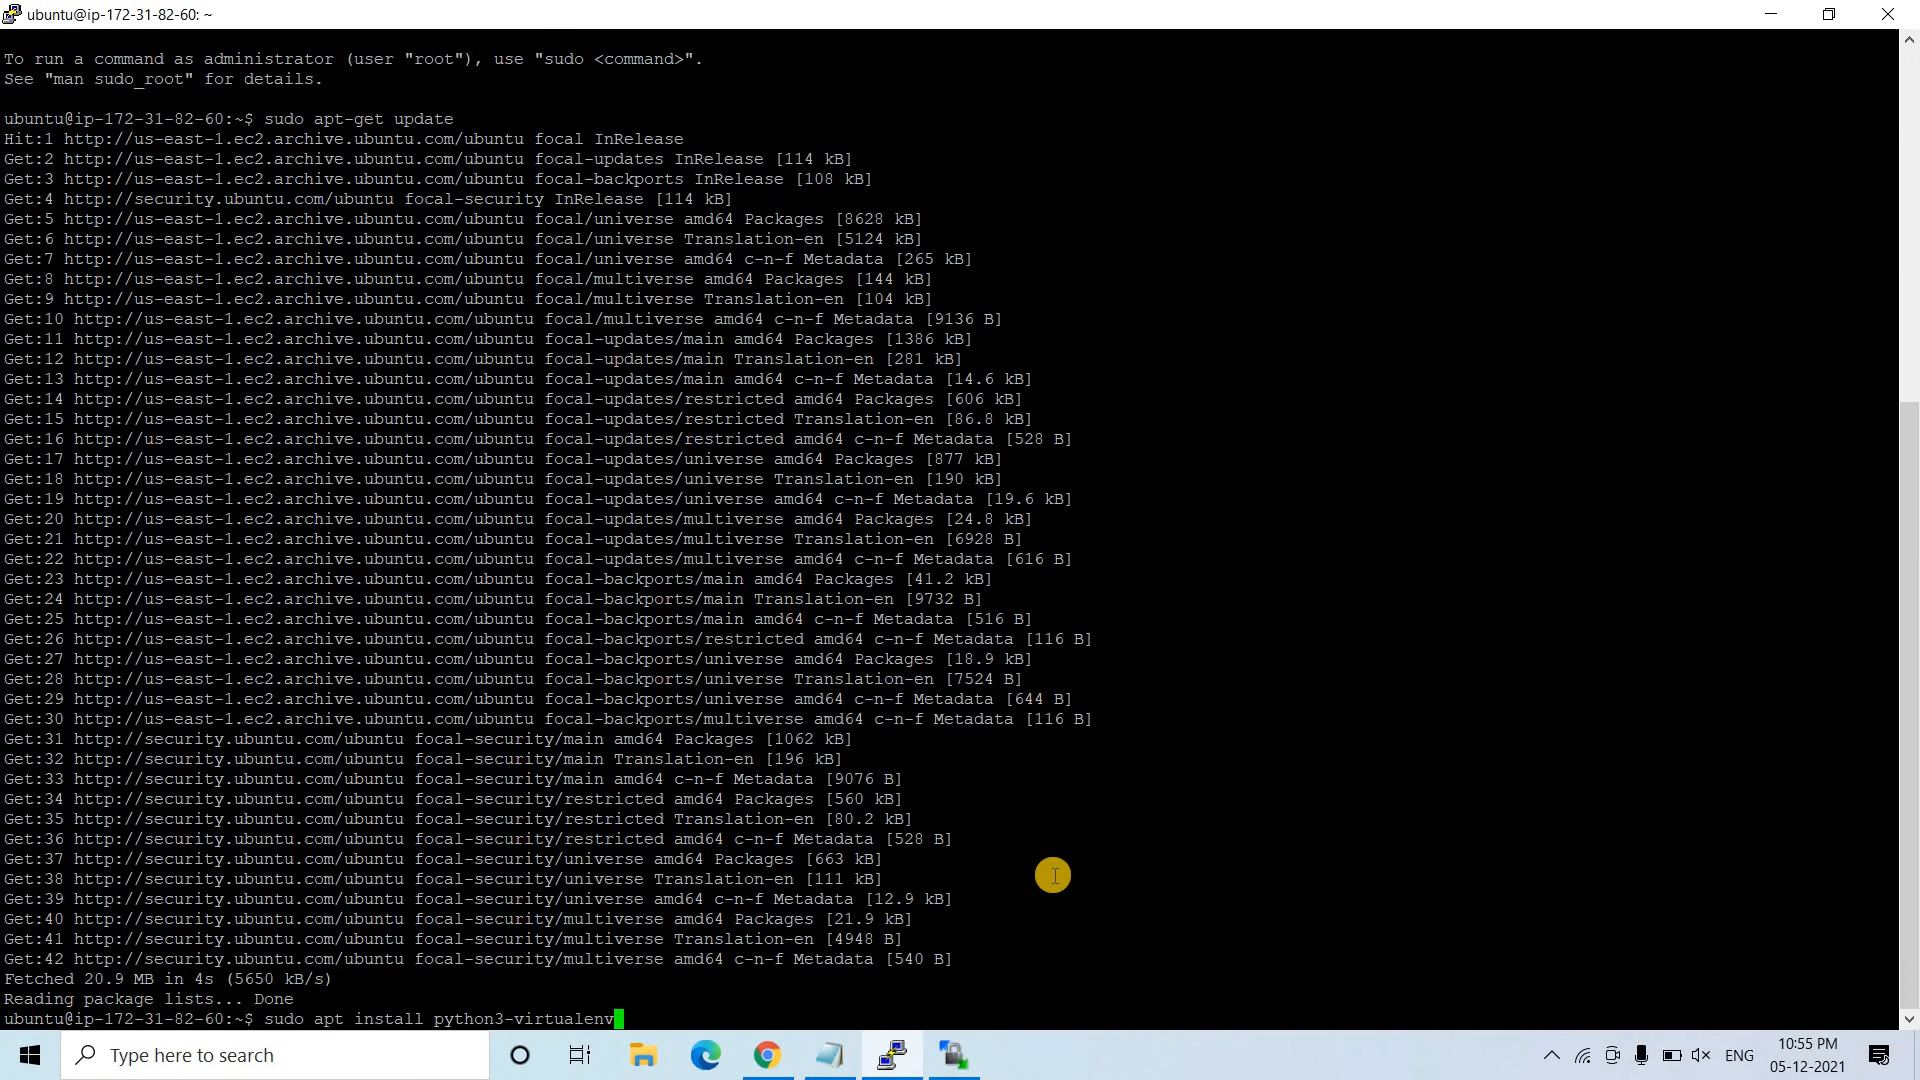 ubuntu@ip-172-31-82-60: ~
To run a command as administrator (user "root"), use "sudo <command>".
See "man sudo_root" for details.
ubuntu@ip-172-31-82-60:~$ sudo apt-get update
Hit:1 http://us-east-1.ec2.archive.ubuntu.com/ubuntu focal InRelease
Get:2 http://us-east-1.ec2.archive.ubuntu.com/ubuntu focal-updates InRelease [114 kB]
Get:3 http://us-east-1.ec2.archive.ubuntu.com/ubuntu focal-backports InRelease [108 kB]
Get:4 http://security.ubuntu.com/ubuntu focal-security InRelease [114 kB]
Get:5 http://us-east-1.ec2.archive.ubuntu.com/ubuntu focal/universe amd64 Packages [8628 kB]
Get:6 http://us-east-1.ec2.archive.ubuntu.com/ubuntu focal/universe Translation-en [5124 kB]
Get:7 http://us-east-1.ec2.archive.ubuntu.com/ubuntu focal/universe amd64 c-n-f Metadata [265 kB]
Get:8 http://us-east-1.ec2.archive.ubuntu.com/ubuntu focal/multiverse amd64 Packages [144 kB]
Get:9 http://us-east-1.ec2.archive.ubuntu.com/ubuntu focal/multiverse Translation-en [104 kB]
Get:10 http://us-east-1.ec2.archive.ubuntu.com/ubuntu focal/multiverse amd64 c-n-f Metadata [9136 B]
Get:11 http://us-east-1.ec2.archive.ubuntu.com/ubuntu focal-updates/main amd64 Packages [1386 kB]
Get:12 http://us-east-1.ec2.archive.ubuntu.com/ubuntu focal-updates/main Translation-en [281 kB]
Get:13 http://us-east-1.ec2.archive.ubuntu.com/ubuntu focal-updates/main amd64 c-n-f Metadata [14.6 kB]
Get:14 http://us-east-1.ec2.archive.ubuntu.com/ubuntu focal-updates/restricted amd64 Packages [606 kB]
Get:15 http://us-east-1.ec2.archive.ubuntu.com/ubuntu focal-updates/restricted Translation-en [86.8 kB]
Get:16 http://us-east-1.ec2.archive.ubuntu.com/ubuntu focal-updates/restricted amd64 c-n-f Metadata [528 B]
Get:17 http://us-east-1.ec2.archive.ubuntu.com/ubuntu focal-updates/universe amd64 Packages [877 kB]
Get:18 http://us-east-1.ec2.archive.ubuntu.com/ubuntu focal-updates/universe Translation-en [190 kB]
Get:19 http://us-east-1.ec2.archive.ubuntu.com/ubuntu focal-updates/universe amd64 c-n-f Metadata [19.6 kB]
Get:20 http://us-east-1.ec2.archive.ubuntu.com/ubuntu focal-updates/multiverse amd64 Packages [24.8 kB]
Get:21 http://us-east-1.ec2.archive.ubuntu.com/ubuntu focal-updates/multiverse Translation-en [6928 B]
Get:22 http://us-east-1.ec2.archive.ubuntu.com/ubuntu focal-updates/multiverse amd64 c-n-f Metadata [616 B]
Get:23 http://us-east-1.ec2.archive.ubuntu.com/ubuntu focal-backports/main amd64 Packages [41.2 kB]
Get:24 http://us-east-1.ec2.archive.ubuntu.com/ubuntu focal-backports/main Translation-en [9732 B]
Get:25 http://us-east-1.ec2.archive.ubuntu.com/ubuntu focal-backports/main amd64 c-n-f Metadata [516 B]
Get:26 http://us-east-1.ec2.archive.ubuntu.com/ubuntu focal-backports/restricted amd64 c-n-f Metadata [116 B]
Get:27 http://us-east-1.ec2.archive.ubuntu.com/ubuntu focal-backports/universe amd64 Packages [18.9 kB]
Get:28 http://us-east-1.ec2.archive.ubuntu.com/ubuntu focal-backports/universe Translation-en [7524 B]
Get:29 http://us-east-1.ec2.archive.ubuntu.com/ubuntu focal-backports/universe amd64 c-n-f Metadata [644 B]
Get:30 http://us-east-1.ec2.archive.ubuntu.com/ubuntu focal-backports/multiverse amd64 c-n-f Metadata [116 B]
Get:31 http://security.ubuntu.com/ubuntu focal-security/main amd64 Packages [1062 kB]
Get:32 http://security.ubuntu.com/ubuntu focal-security/main Translation-en [196 kB]
Get:33 http://security.ubuntu.com/ubuntu focal-security/main amd64 c-n-f Metadata [9076 B]
Get:34 http://security.ubuntu.com/ubuntu focal-security/restricted amd64 Packages [560 kB]
Get:35 http://security.ubuntu.com/ubuntu focal-security/restricted Translation-en [80.2 kB]
Get:36 http://security.ubuntu.com/ubuntu focal-security/restricted amd64 c-n-f Metadata [528 B]
Get:37 http://security.ubuntu.com/ubuntu focal-security/universe amd64 Packages [663 kB]
Get:38 http://security.ubuntu.com/ubuntu focal-security/universe Translation-en [111 kB]
Get:39 http://security.ubuntu.com/ubuntu focal-security/universe amd64 c-n-f Metadata [12.9 kB]
Get:40 http://security.ubuntu.com/ubuntu focal-security/multiverse amd64 Packages [21.9 kB]
Get:41 http://security.ubuntu.com/ubuntu focal-security/multiverse Translation-en [4948 B]
Get:42 http://security.ubuntu.com/ubuntu focal-security/multiverse amd64 c-n-f Metadata [540 B]
Fetched 20.9 MB in 4s (5650 kB/s)
Reading package lists... Done
ubuntu@ip-172-31-82-60:~$ sudo apt install python3-virtualenv
Type here to search
ENG
10:55 PM
05-12-2021